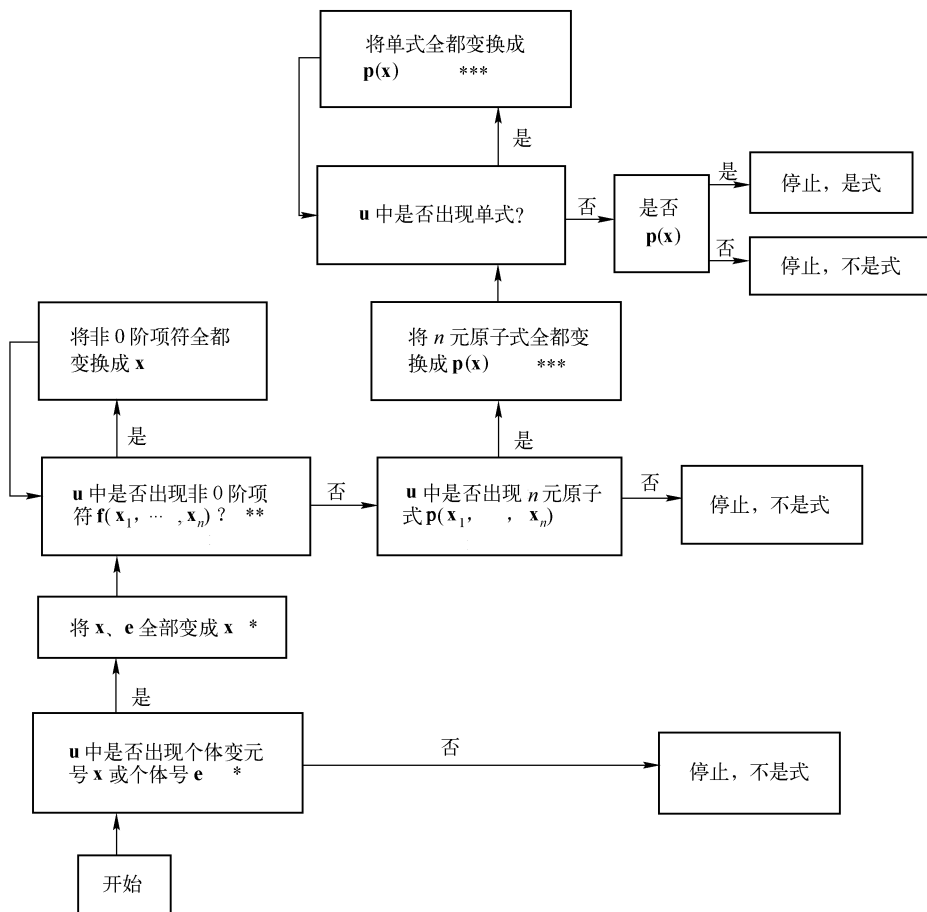 将单式全都变换成
p(x) ***
是
u 中是否出现单式?
否
是否
p(x)
是
停止，是式
否
停止，不是式
将非 0 阶项符全都
变换成 x
将 n 元原子式全都变
换成 p(x) ***
是
是
u 中是否出现非 0 阶项
符 f(x₁，…,xₙ)? **
否
u 中是否出现 n 元原子
式 p(x₁， ，xₙ)
否
停止，不是式
将 x、e 全部变成 x *
是
u 中是否出现个体变元
号 x 或个体号 e *
否
停止，不是式
开始